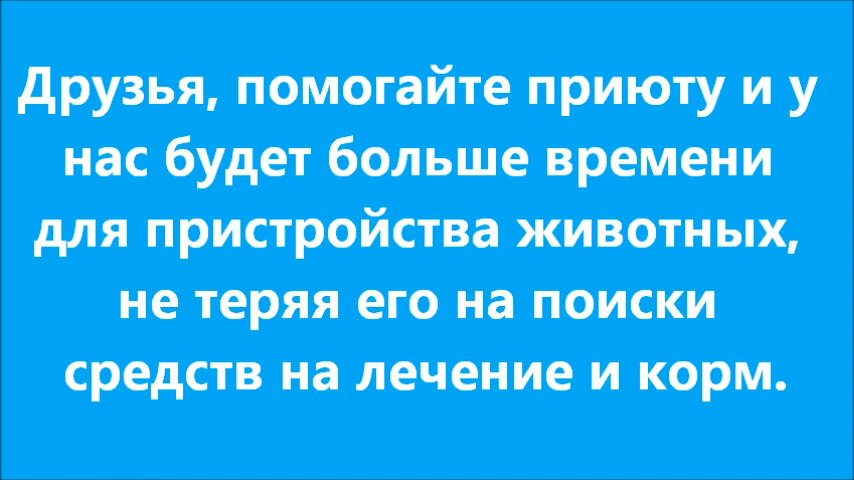 Друзья, помогайте приюту и у
нас будет больше времени
для пристройства животных,
не теряя его на поиски
средств на лечение и корм.